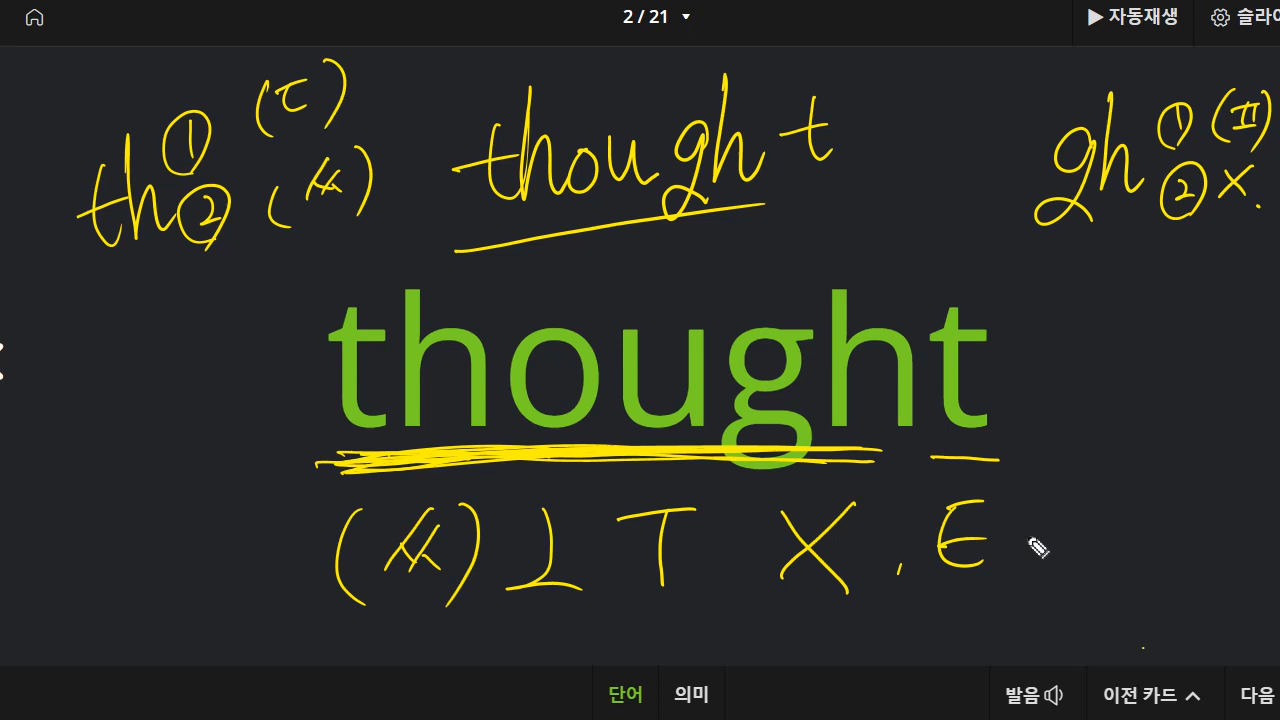 2 / 21
자동재생
슬라이
th ① (ㄷ)
② (ㅆ)
thought
gh ① (ㅍ)
② X.
thought
(ㅆ) ㅗ ㅜ X . ㅌ
단어
의미
발음
이전 카드
다음